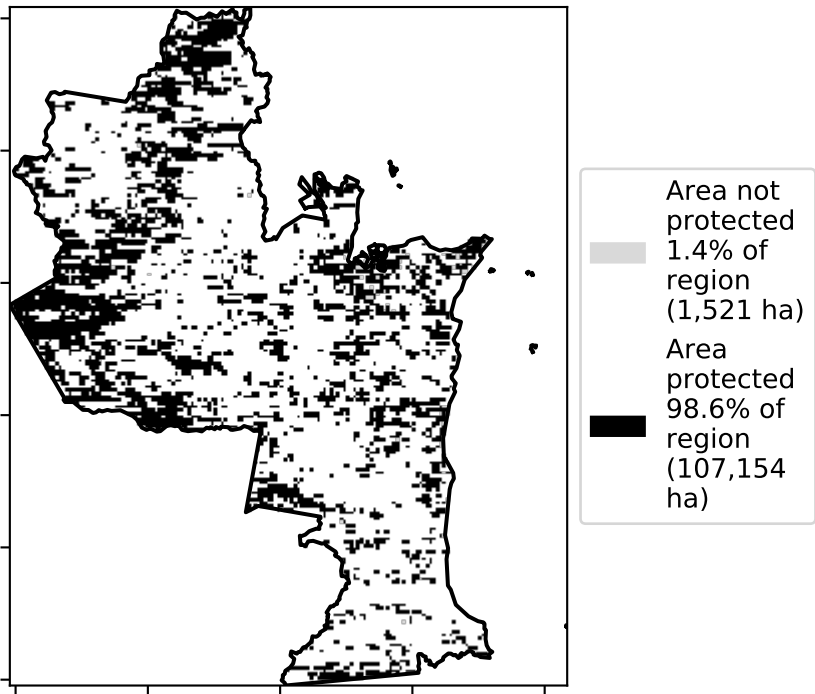 Area not
protected
1.4% of
region
(1,521 ha)
Area
protected
98.6% of
region
(107,154
ha)